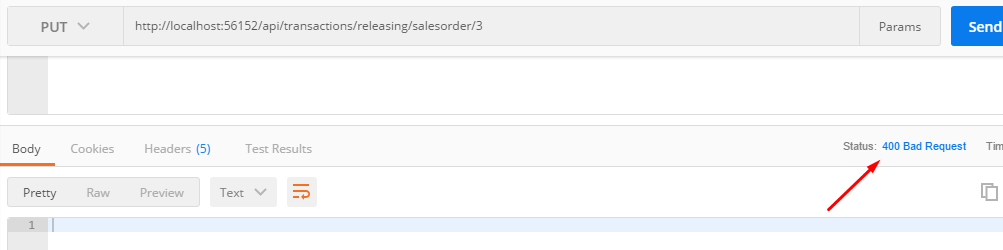 PUT http://localhost:56152/api/transactions/releasing/salesorder/3 Params Send
Body Cookies Headers (5) Test Results Status: 400 Bad Request Tim
Pretty Raw Preview Text
1